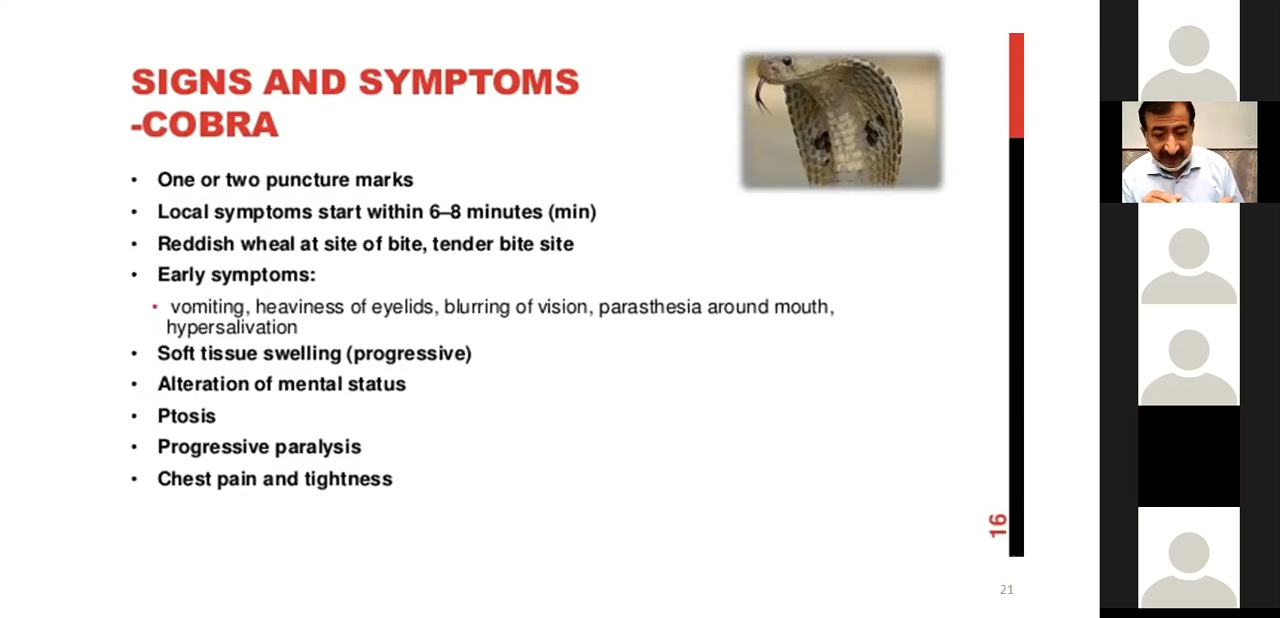 SIGNS AND SYMPTOMS
-COBRA
• One or two puncture marks
• Local symptoms start within 6–8 minutes (min)
• Reddish wheal at site of bite, tender bite site
• Early symptoms:
• vomiting, heaviness of eyelids, blurring of vision, parasthesia around mouth,
hypersalivation
• Soft tissue swelling (progressive)
• Alteration of mental status
• Ptosis
• Progressive paralysis
• Chest pain and tightness
16
21